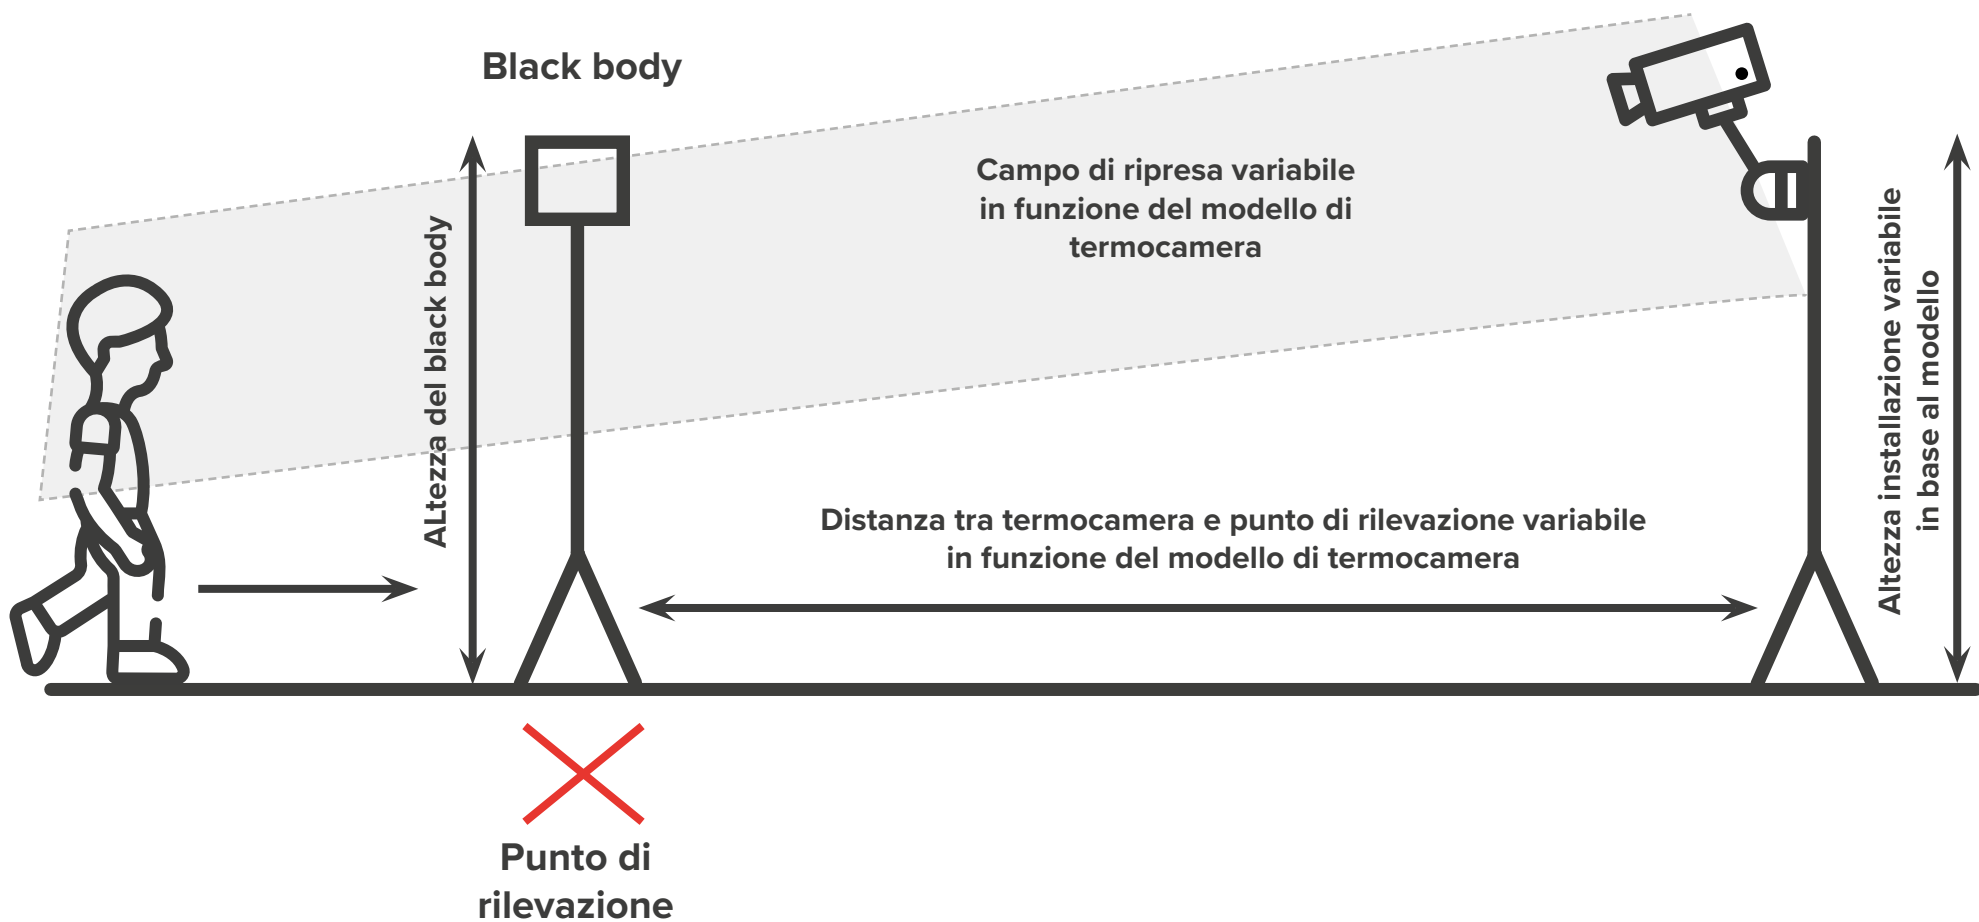 Black body
Campo di ripresa variabile
in funzione del modello di
termocamera
ALtezza del black body
Altezza installazione variabile
in base al modello
Distanza tra termocamera e punto di rilevazione variabile
in funzione del modello di termocamera
Punto di
rilevazione